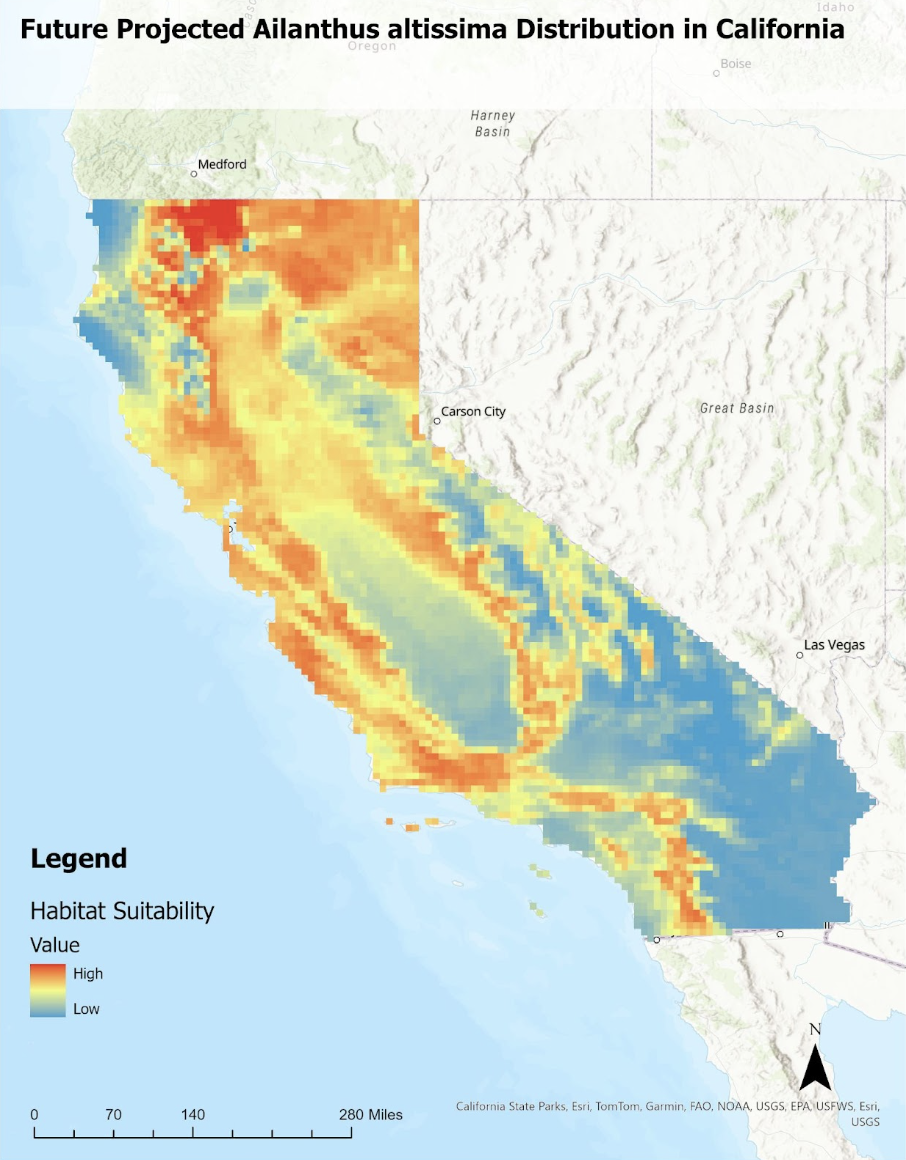 Future Projected Ailanthus altissima Distribution in California
Idaho
Oregon
Boise
Harney
Basin
Medford
Carson City
Great Basin
Las Vegas
Legend
Habitat Suitability
Value
High
Low
N
0 70 140 280 Miles
California State Parks, Esri, TomTom, Garmin, FAO, NOAA, USGS, EPA, USFWS, Esri,
USGS